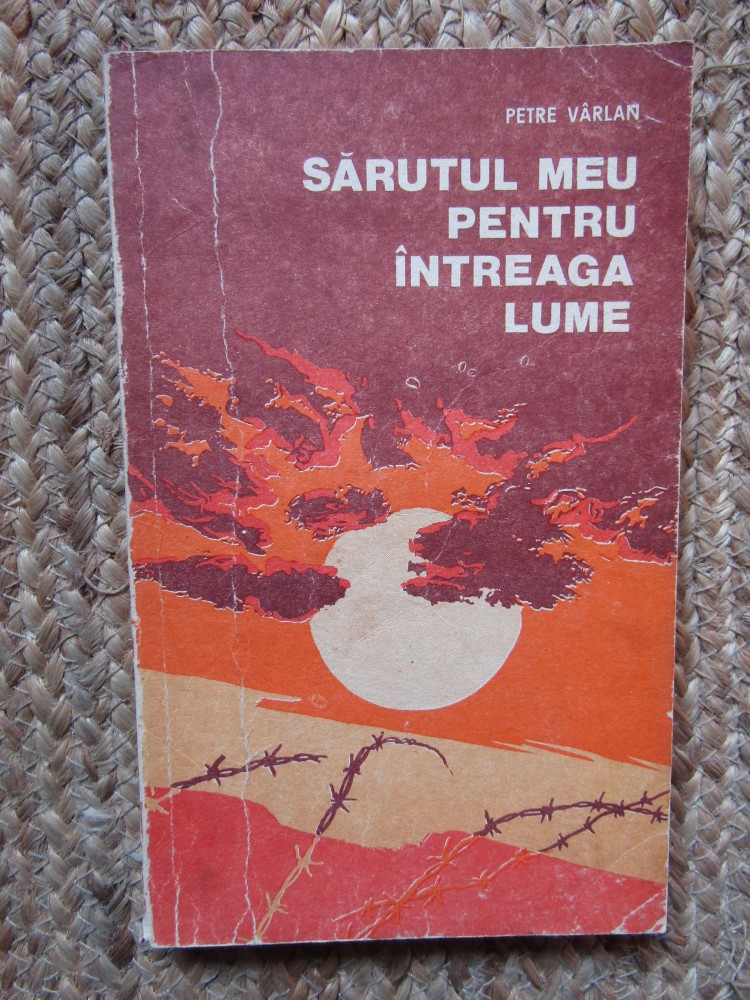 PETRE VÂRLAN
SĂRUTUL MEU
PENTRU
ÎNTREAGA
LUME